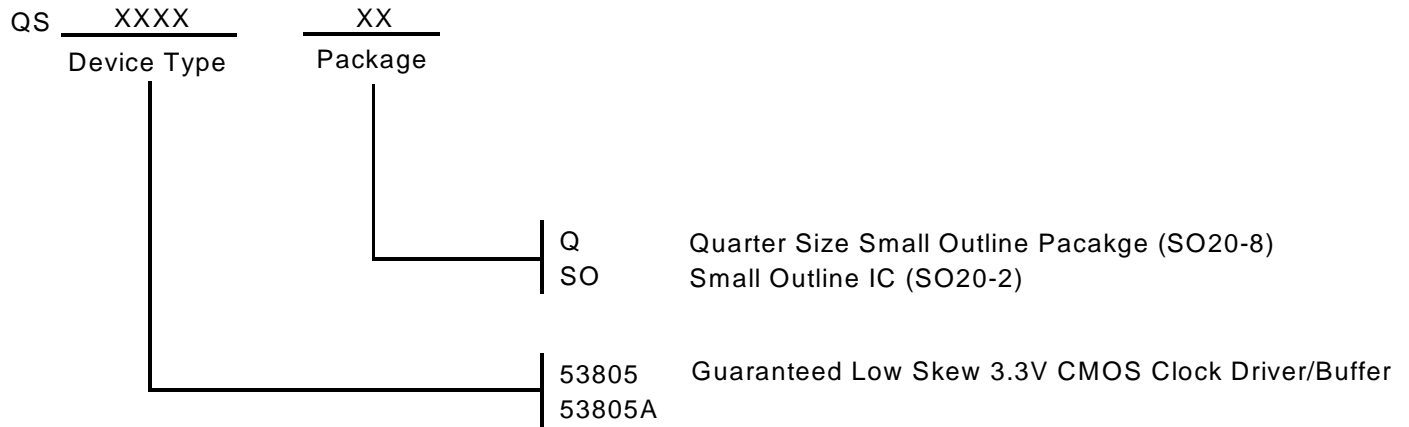 QS XXXX XX
Device Type Package
Q Quarter Size Small Outline Pacakge (SO20-8)
SO Small Outline IC (SO20-2)
53805 Guaranteed Low Skew 3.3V CMOS Clock Driver/Buffer
53805A